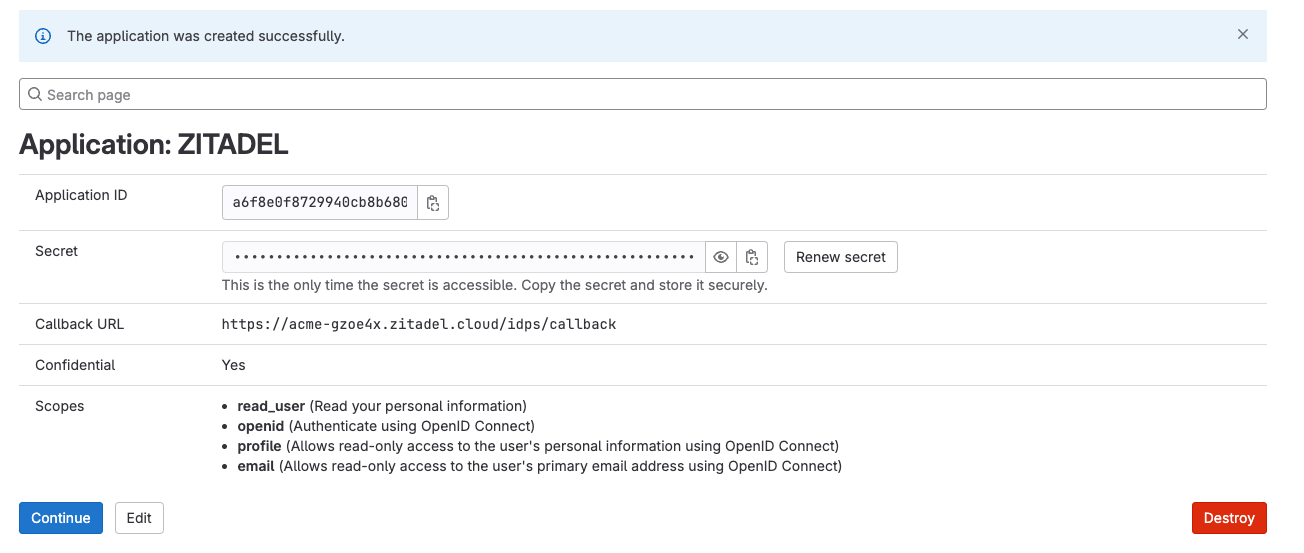 The application was created successfully.
Search page
Application: ZITADEL
Application ID
a6f8e0f8729940cb8b680
Secret
••••••••••••••••••••••••••••••••••••••••••••••••••••••••
Renew secret
This is the only time the secret is accessible. Copy the secret and store it securely.
Callback URL
https://acme-gzoe4x.zitadel.cloud/idps/callback
Confidential
Yes
Scopes
• read_user (Read your personal information)
• openid (Authenticate using OpenID Connect)
• profile (Allows read-only access to the user's personal information using OpenID Connect)
• email (Allows read-only access to the user's primary email address using OpenID Connect)
Continue
Edit
Destroy